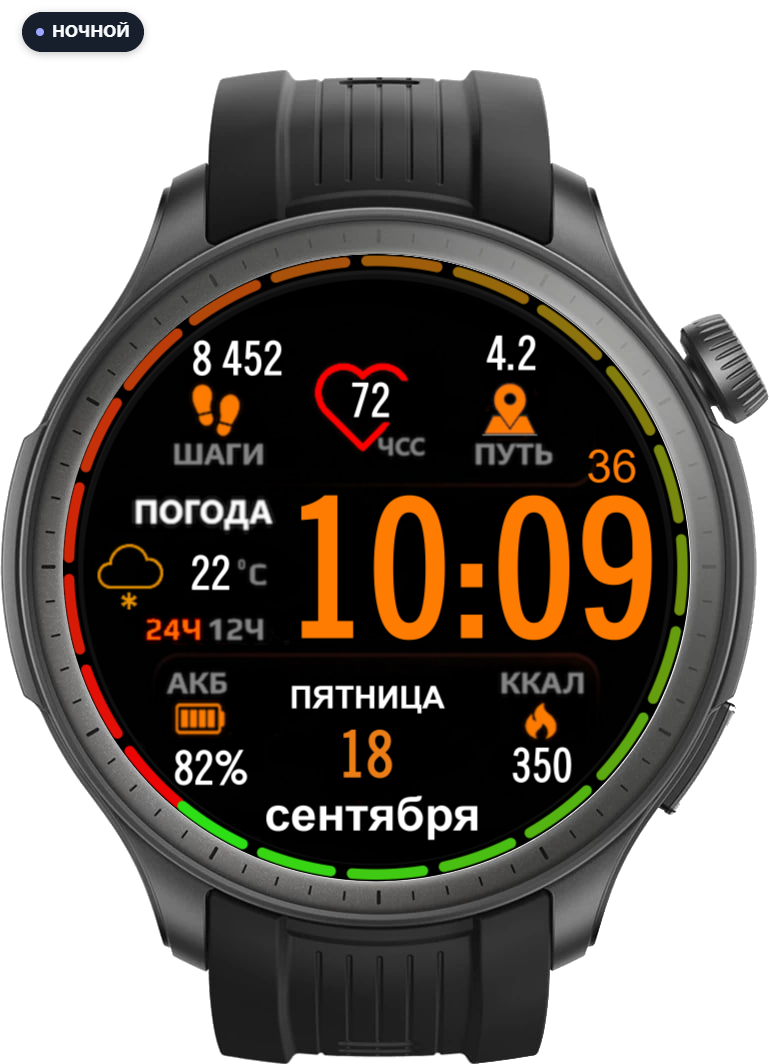 НОЧНОЙ
8 452
72
4.2
ШАГИ
ЧСС
ПУТЬ
36
ПОГОДА
10:09
22 °C
24Ч 12Ч
АКБ
ПЯТНИЦА
ККАЛ
18
82%
350
сентября